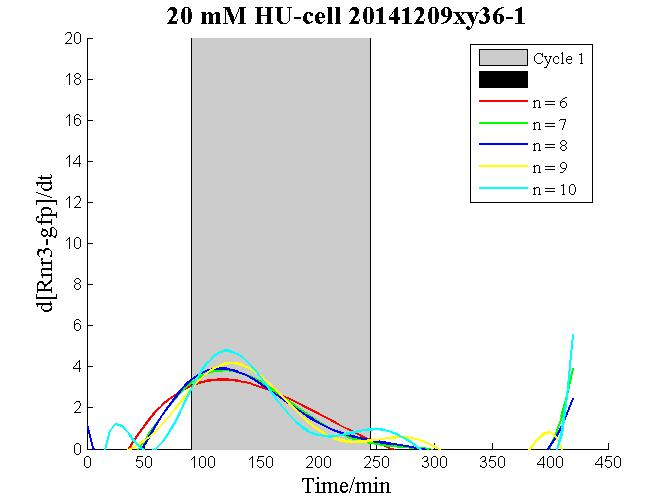 20 mM HU-cell 20141209xy36-1
20
18
16
14
12
10
8
6
4
2
0
d[Rnr3-gfp]/dt
Cycle 1
n = 6
n = 7
n = 8
n = 9
n = 10
0 50 100 150 200 250 300 350 400 450
Time/min